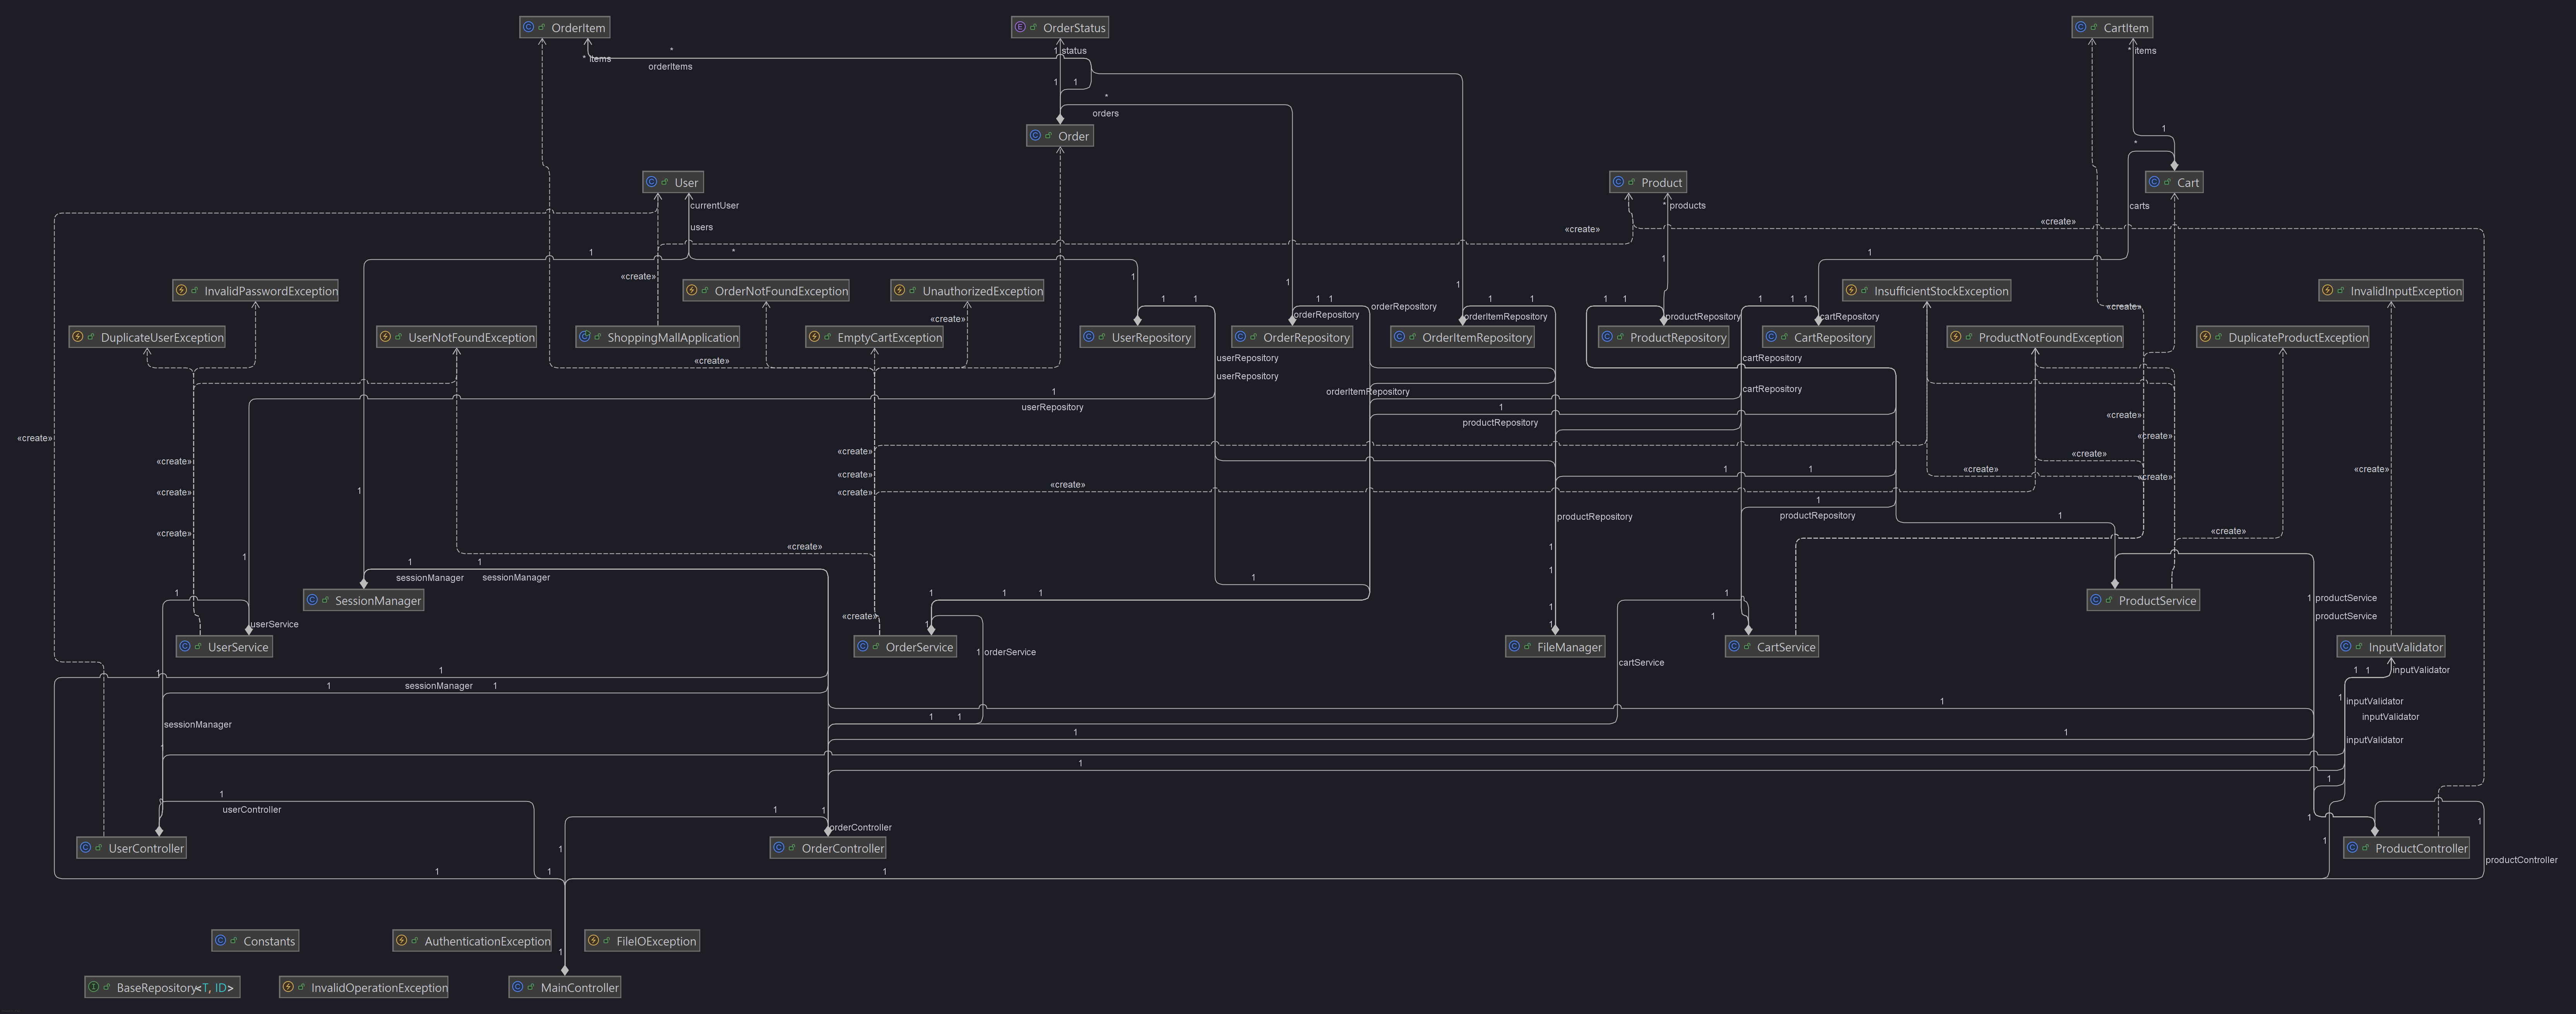 OrderItem
OrderStatus
CartItem
*
1 status
* items
* items
orderItems
1
1
*
orders
1
Order
*
User
Product
Cart
currentUser
* products
carts
users
«create»
«create»
1
*
1
«create»
1
1
1
1
InvalidPasswordException
OrderNotFoundException
UnauthorizedException
InsufficientStockException
InvalidInputException
1
1
1
1
1
1
1
1
1
1
1
orderRepository
«create»
«create»
orderRepository
orderItemRepository
productRepository
cartRepository
DuplicateUserException
UserNotFoundException
ShoppingMallApplication
EmptyCartException
UserRepository
OrderRepository
OrderItemRepository
ProductRepository
CartRepository
ProductNotFoundException
DuplicateProductException
«create»
userRepository
cartRepository
userRepository
1
orderItemRepository
cartRepository
userRepository
1
productRepository
«create»
«create»
«create»
«create»
«create»
«create»
«create»
1
1
«create»
«create»
«create»
«create»
1
«create»
«create»
1
productRepository
productRepository
1
«create»
«create»
«create»
1
1
1
1
sessionManager
sessionManager
1
1
1
1
1
1
1
1
1 productService
SessionManager
ProductService
«create»
1
1
productService
userService
1
1
UserService
OrderService
FileManager
CartService
InputValidator
1 orderService
cartService
1
1
1
1
inputValidator
1
sessionManager
1
1
1 inputValidator
1
1
inputValidator
sessionManager
1
1
inputValidator
1
1
1
userController
1
1
orderController
1
1
UserController
OrderController
1
1
ProductController
productController
1
1
1
Constants
AuthenticationException
FileIOException
1
BaseRepository<T, ID>
InvalidOperationException
MainController